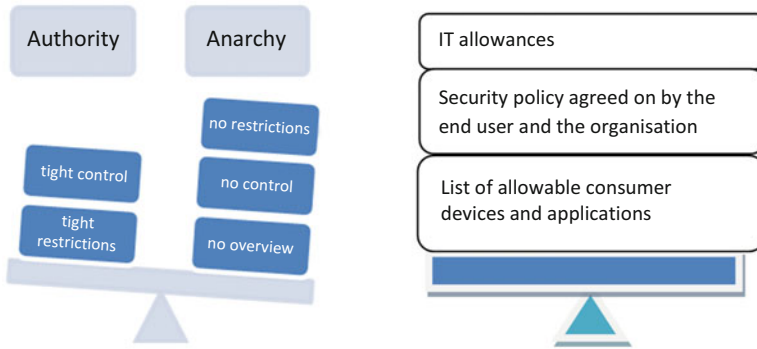 Authority
Anarchy
no restrictions
tight control
no control
tight
restrictions
no overview
IT allowances
Security policy agreed on by the
end user and the organisation
List of allowable consumer
devices and applications